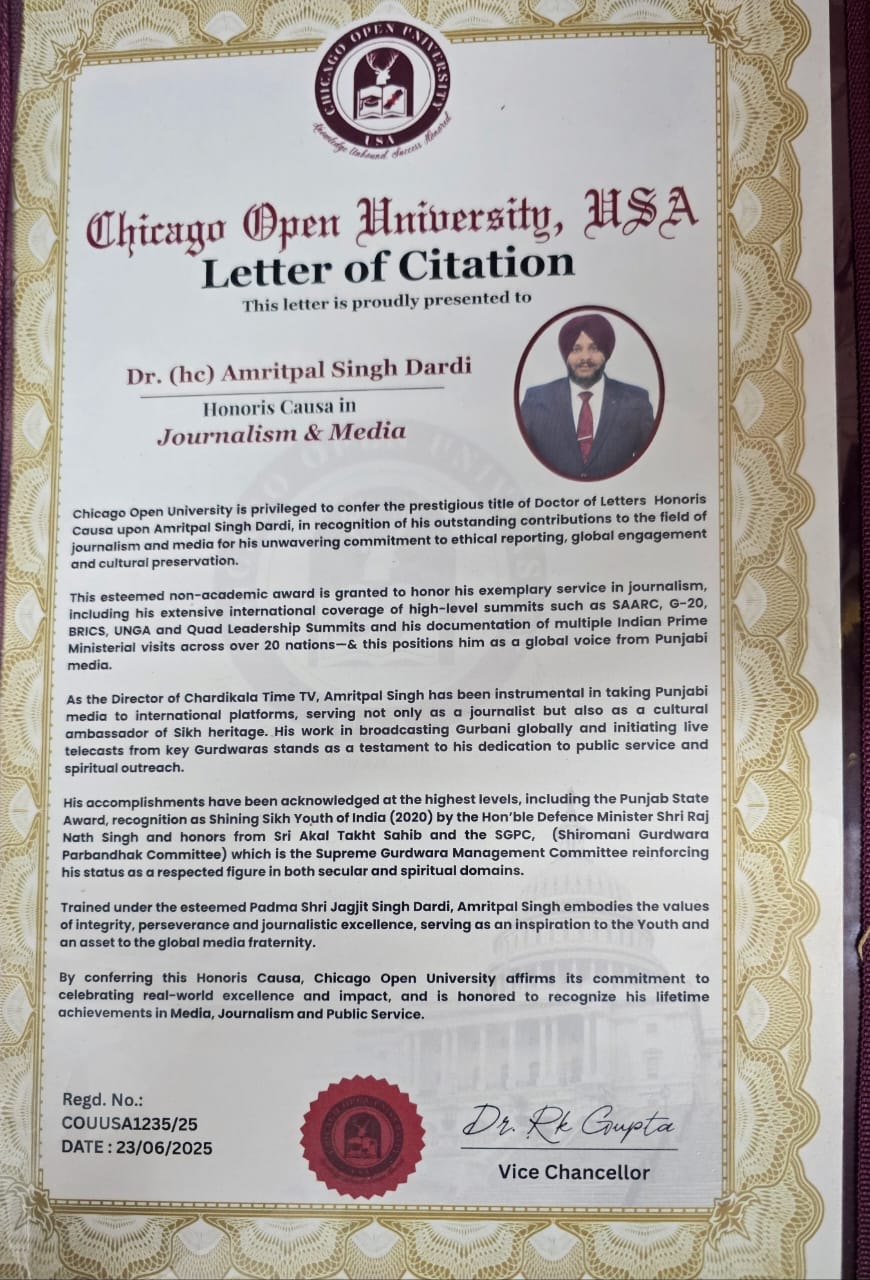 CHICAGO OPEN UNIVERSITY
USA
Knowledge Unbound, Success Honored
Chicago Open University, USA
Letter of Citation
This letter is proudly presented to
Dr. (hc) Amritpal Singh Dardi
Honoris Causa in
Journalism & Media
Chicago Open University is privileged to confer the prestigious title of Doctor of Letters Honoris
Causa upon Amritpal Singh Dardi, in recognition of his outstanding contributions to the field of
journalism and media for his unwavering commitment to ethical reporting, global engagement
and cultural preservation.
This esteemed non-academic award is granted to honor his exemplary service in journalism,
including his extensive international coverage of high-level summits such as SAARC, G-20,
BRICS, UNGA and Quad Leadership Summits and his documentation of multiple Indian Prime
Ministerial visits across over 20 nations—& this positions him as a global voice from Punjabi
media.
As the Director of Chardikala Time TV, Amritpal Singh has been instrumental in taking Punjabi
media to international platforms, serving not only as a journalist but also as a cultural
ambassador of Sikh heritage. His work in broadcasting Gurbani globally and initiating live
telecasts from key Gurdwaras stands as a testament to his dedication to public service and
spiritual outreach.
His accomplishments have been acknowledged at the highest levels, including the Punjab State
Award, recognition as Shining Sikh Youth of India (2020) by the Hon'ble Defence Minister Shri Raj
Nath Singh and honors from Sri Akal Takht Sahib and the SGPC, (Shiromani Gurdwara
Parbandhak Committee) which is the Supreme Gurdwara Management Committee reinforcing
his status as a respected figure in both secular and spiritual domains.
Trained under the esteemed Padma Shri Jagjit Singh Dardi, Amritpal Singh embodies the values
of integrity, perseverance and journalistic excellence, serving as an inspiration to the Youth and
an asset to the global media fraternity.
By conferring this Honoris Causa, Chicago Open University affirms its commitment to
celebrating real-world excellence and impact, and is honored to recognize his lifetime
achievements in Media, Journalism and Public Service.
Regd. No.:
COUUSA1235/25
DATE : 23/06/2025
CHICAGO OPEN UNIVERSITY
USA
Dr. Rk Gupta
Vice Chancellor